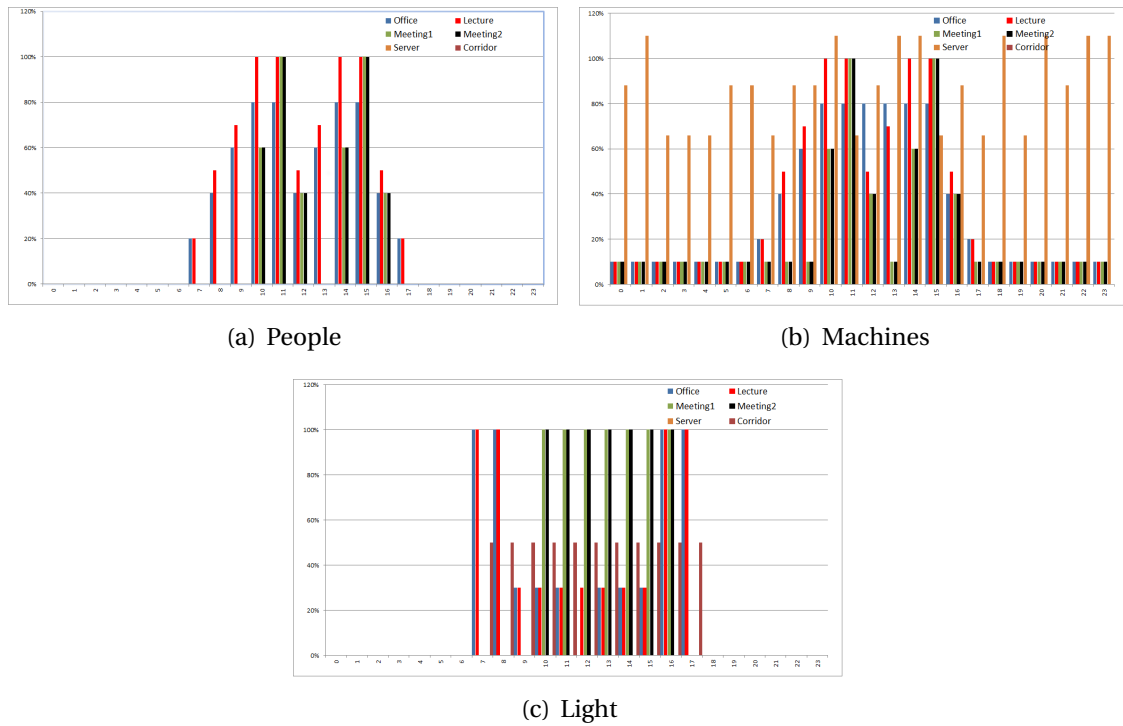 120%
Office Lecture
Meeting1 Meeting2
Server Corridor
100%
80%
60%
40%
20%
0%
0 1 2 3 4 5 6 7 8 9 10 11 12 13 14 15 16 17 18 19 20 21 22 23
(a) People
120%
Office Lecture
Meeting1 Meeting2
Server Corridor
100%
80%
60%
40%
20%
0%
0 1 2 3 4 5 6 7 8 9 10 11 12 13 14 15 16 17 18 19 20 21 22 23
(b) Machines
120%
Office Lecture
Meeting1 Meeting2
Server Corridor
100%
80%
60%
40%
20%
0%
0 1 2 3 4 5 6 7 8 9 10 11 12 13 14 15 16 17 18 19 20 21 22 23
(c) Light